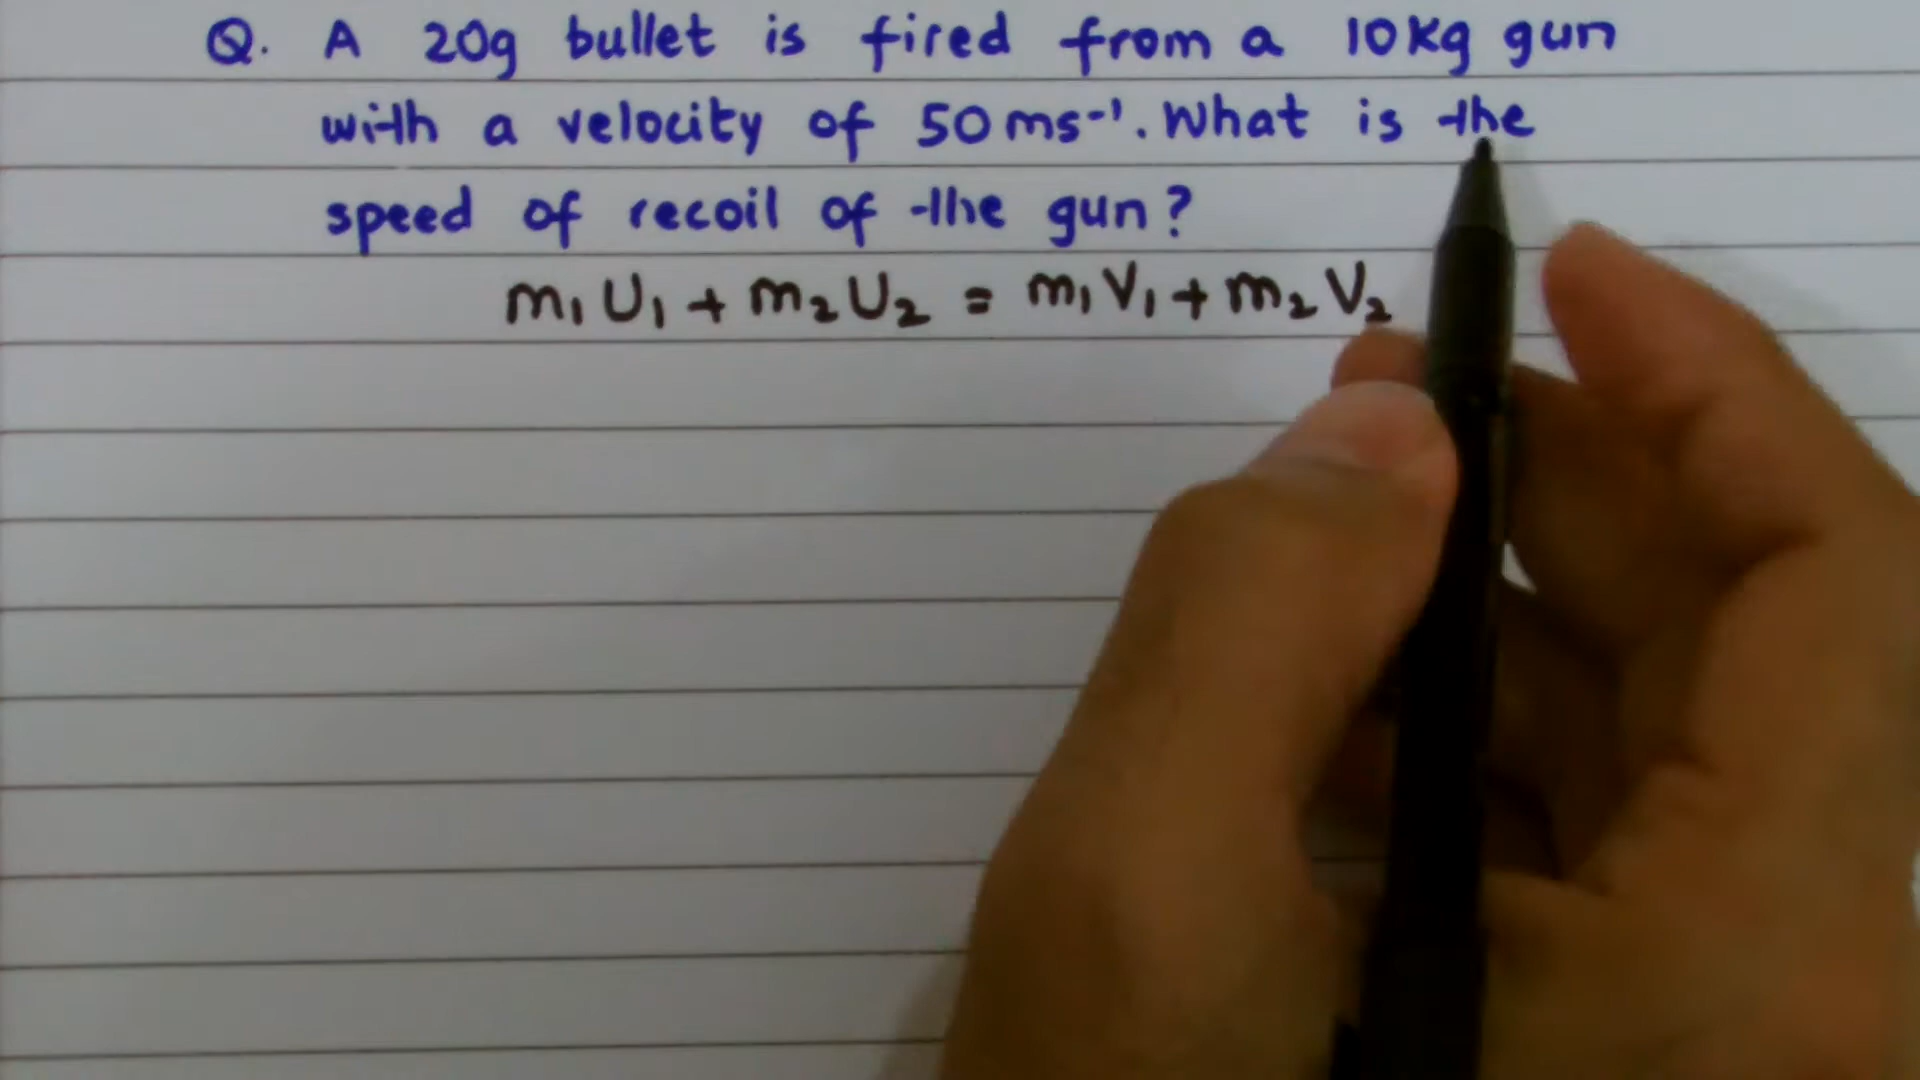 Q. A 20g bullet is fired from a 10kg gun
with a velocity of 50ms⁻¹. What is the
speed of recoil of the gun?
m₁U₁ + m₂U₂ = m₁V₁ + m₂V₂